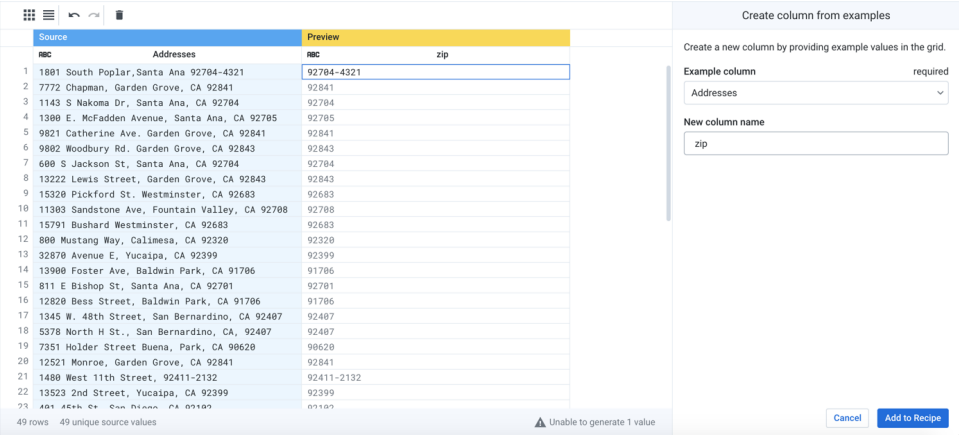 Create column from examples
Source Preview
ABC Addresses ABC zip
1 1801 South Poplar,Santa Ana 92704-4321 92704-4321
2 7772 Chapman, Garden Grove, CA 92841 92841
3 1143 S Nakoma Dr, Santa Ana, CA 92704 92704
4 1300 E. McFadden Avenue, Santa Ana, CA 92705 92705
5 9821 Catherine Ave. Garden Grove, CA 92841 92841
6 9802 Woodbury Rd. Garden Grove, CA 92843 92843
7 600 S Jackson St, Santa Ana, CA 92704 92704
8 13222 Lewis Street, Garden Grove, CA 92843 92843
9 15320 Pickford St. Westminster, CA 92683 92683
10 11303 Sandstone Ave, Fountain Valley, CA 92708 92708
11 15791 Bushard Westminster, CA 92683 92683
12 800 Mustang Way, Calimesa, CA 92320 92320
13 32870 Avenue E, Yucaipa, CA 92399 92399
14 13900 Foster Ave, Baldwin Park, CA 91706 91706
15 811 E Bishop St, Santa Ana, CA 92701 92701
16 12820 Bess Street, Baldwin Park, CA 91706 91706
17 1345 W. 48th Street, San Bernardino, CA 92407 92407
18 5378 North H St., San Bernardino, CA, 92407 92407
19 7351 Holder Street Buena, Park, CA 90620 90620
20 12521 Monroe, Garden Grove, CA 92841 92841
21 1480 West 11th Street, 92411-2132 92411-2132
22 13523 2nd Street, Yucaipa, CA 92399 92399
23 401 45th St, San Diego, CA 92102 92102
49 rows 49 unique source values Unable to generate 1 value
Create a new column by providing example values in the grid.
Example column required
Addresses
New column name
zip
Cancel Add to Recipe